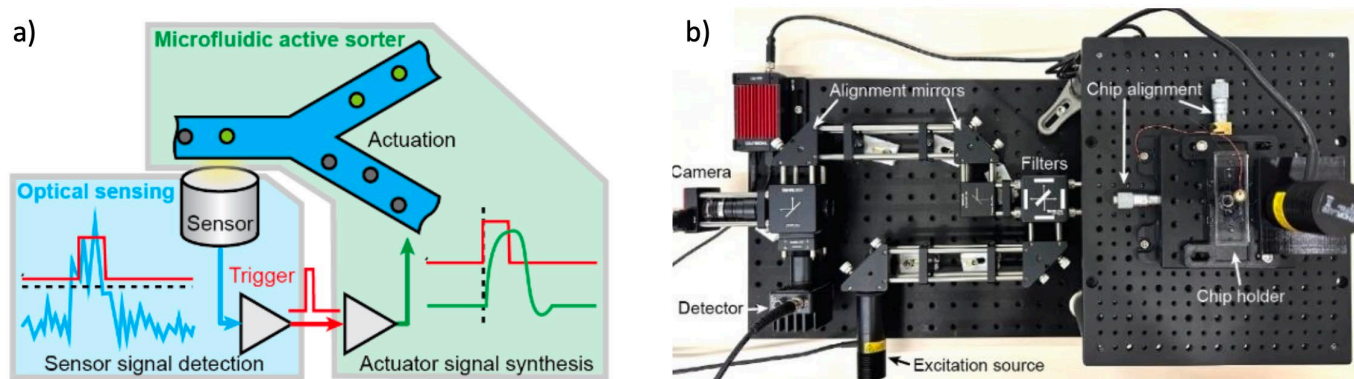 a)
Microfluidic active sorter
Actuation
Optical sensing
Sensor
Trigger
Sensor signal detection
Actuator signal synthesis
b)
Alignment mirrors
Chip alignment
Camera
Filters
Detector
Chip holder
Excitation source